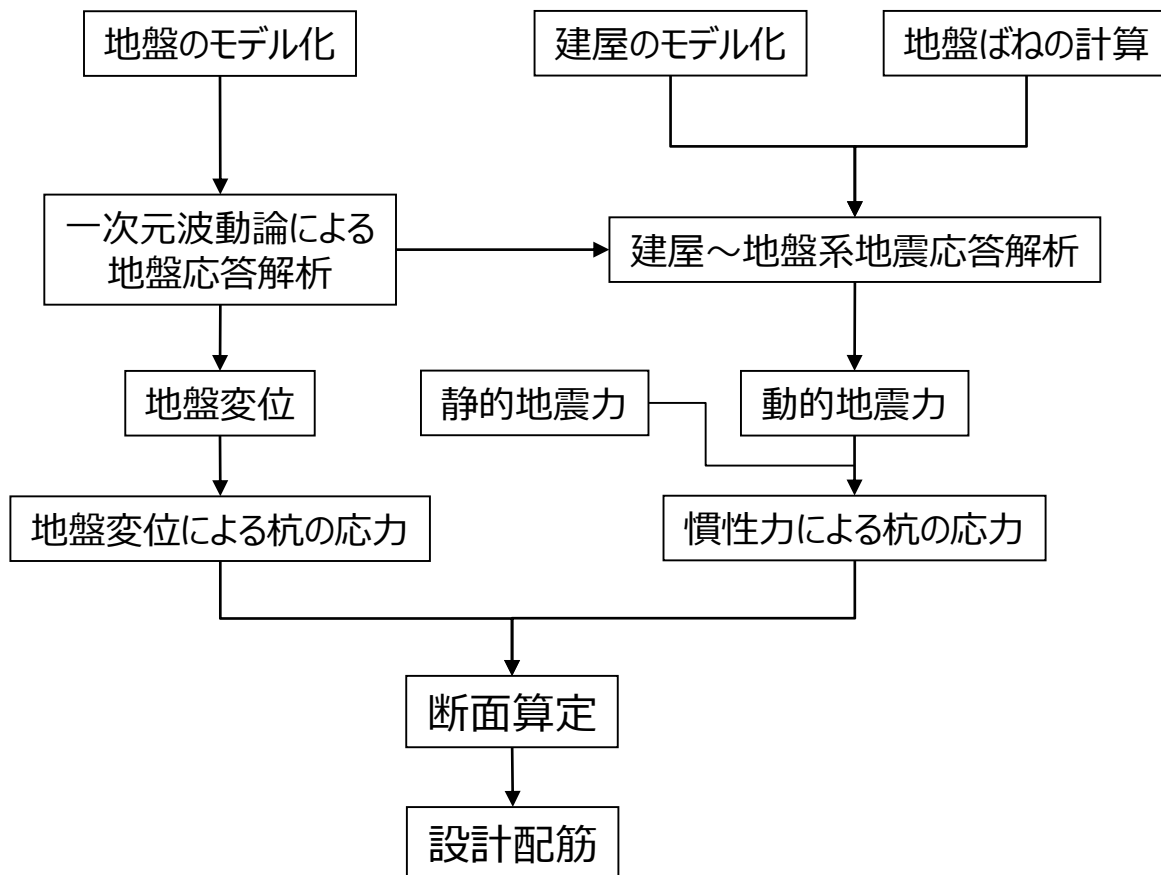 地盤のモデル化
建屋のモデル化
地盤ばねの計算
一次元波動論による
地盤応答解析
建屋～地盤系地震応答解析
地盤変位
静的地震力
動的地震力
地盤変位による杭の応力
慣性力による杭の応力
断面算定
設計配筋